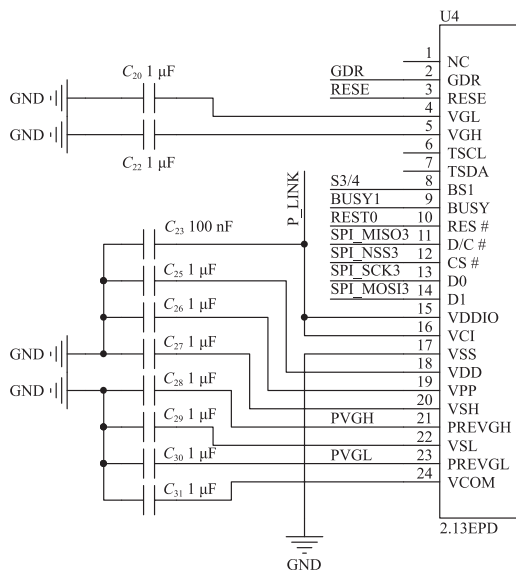 U4
1 NC
GDR 2 GDR
RESE 3 RESE
C20 1 μF
GND 4 VGL
GND 5 VGH
C22 1 μF
6 TSCL
7 TSDA
P_LINK
S3/4 8 BS1
BUSY1 9 BUSY
REST0 10 RES #
C23 100 nF
SPI_MISO3 11 D/C #
SPI_NSS3 12 CS #
C25 1 μF
SPI_SCK3 13 D0
SPI_MOSI3 14 D1
C26 1 μF
15 VDDIO
16 VCI
C27 1 μF
GND 17 VSS
18 VDD
C28 1 μF
GND 19 VPP
20 VSH
C29 1 μF
PVGH 21 PREVGH
22 VSL
C30 1 μF
PVGL 23 PREVGL
24 VCOM
C31 1 μF
2.13EPD
GND